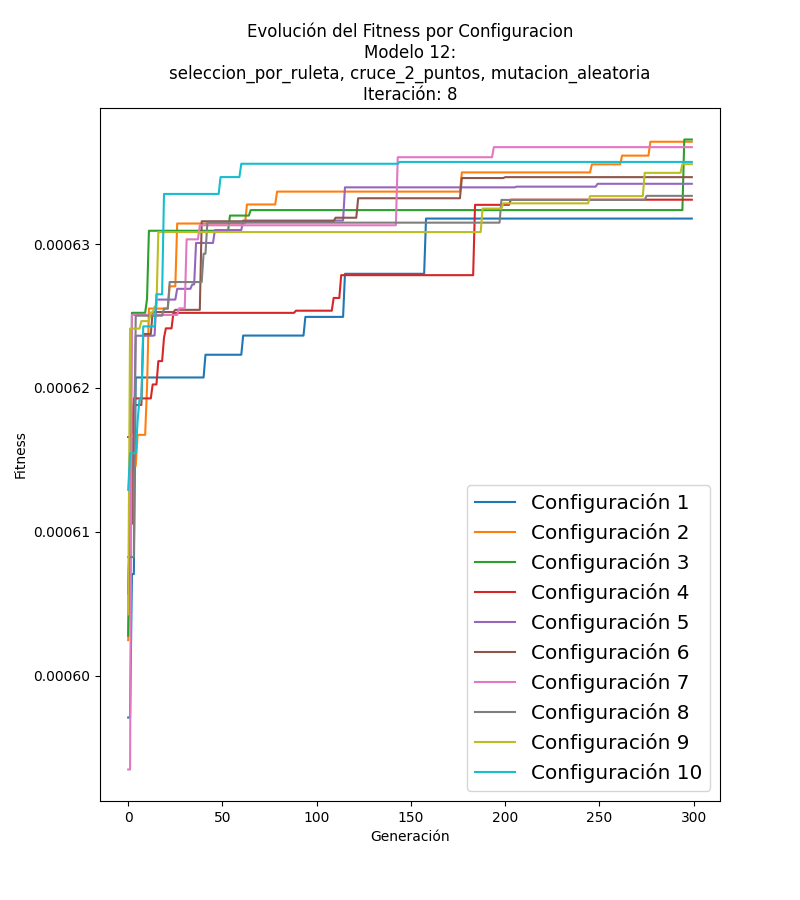 Evolución del Fitness por Configuracion
Modelo 12:
seleccion_por_ruleta, cruce_2_puntos, mutacion_aleatoria
Iteración: 8
Fitness
0.00063
0.00062
0.00061
0.00060
Configuración 1
Configuración 2
Configuración 3
Configuración 4
Configuración 5
Configuración 6
Configuración 7
Configuración 8
Configuración 9
Configuración 10
0 50 100 150 200 250 300
Generación